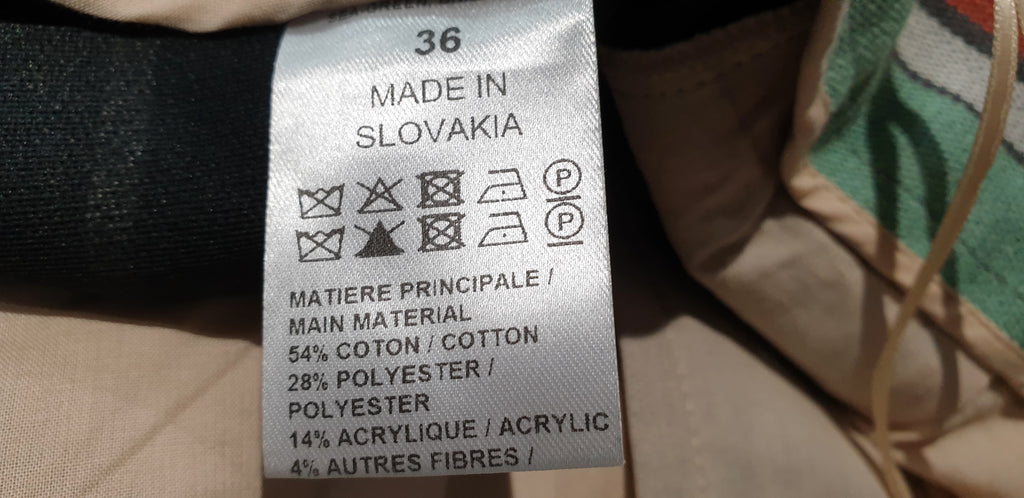 36
MADE IN
SLOVAKIA
P
P
MATIERE PRINCIPALE /
MAIN MATERIAL
54% COTON / COTTON
28% POLYESTER /
POLYESTER
14% ACRYLIQUE / ACRYLIC
4% AUTRES FIBRES /